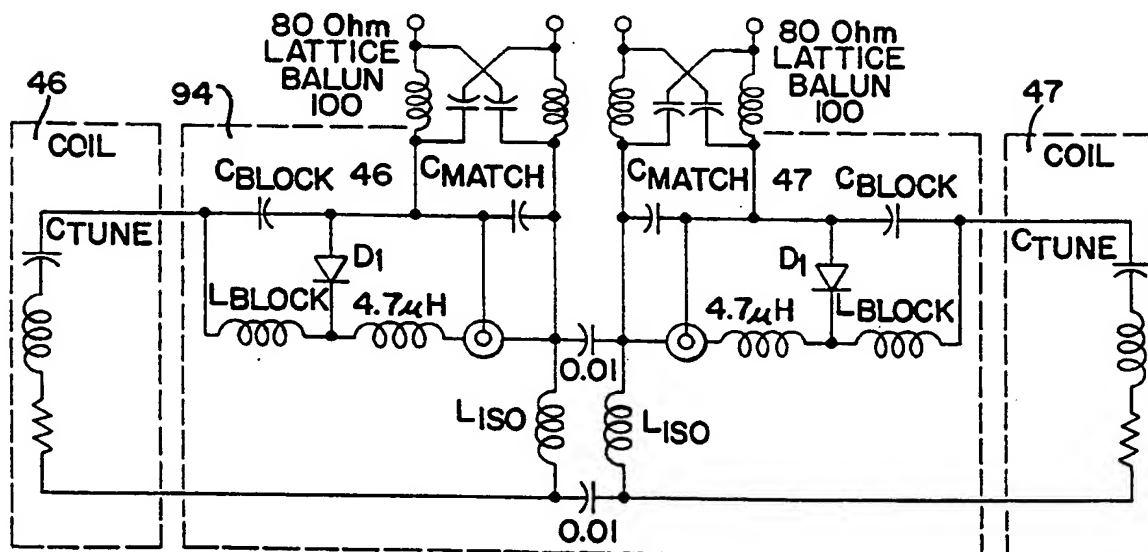 80 Ohm
LATTICE
BALUN
100
80 Ohm
LATTICE
BALUN
100
46
94
47
COIL
COIL
CBLOCK 46
CMATCH
CMATCH 47
CBLOCK
CTUNE
CTUNE
D1
D1
LBLOCK
4.7µH
4.7µH
LBLOCK
0.01
LISO
LISO
0.01